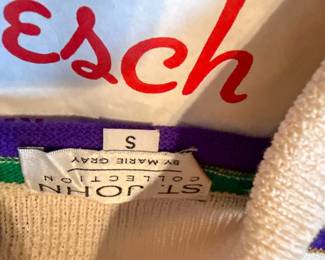 esch
S
ST. JOHN
COLLECTION
BY MARIE GRAY